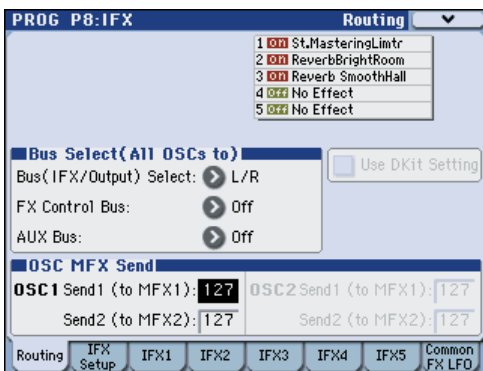 PROG P8:IFX Routing
1 On St.MasteringLimtr
2 On ReverbBrightRoom
3 On Reverb SmoothHall
4 Off No Effect
5 Off No Effect
Bus Select(All OSCs to)
Bus(IFX/Output) Select: L/R
Use DKit Setting
FX Control Bus: Off
AUX Bus: Off
OSC MFX Send
OSC1 Send1 (to MFX1): 127 OSC2 Send1 (to MFX1): 127
Send2 (to MFX2): 127 Send2 (to MFX2): 127
Routing IFX Setup IFX1 IFX2 IFX3 IFX4 IFX5 Common FX LFO